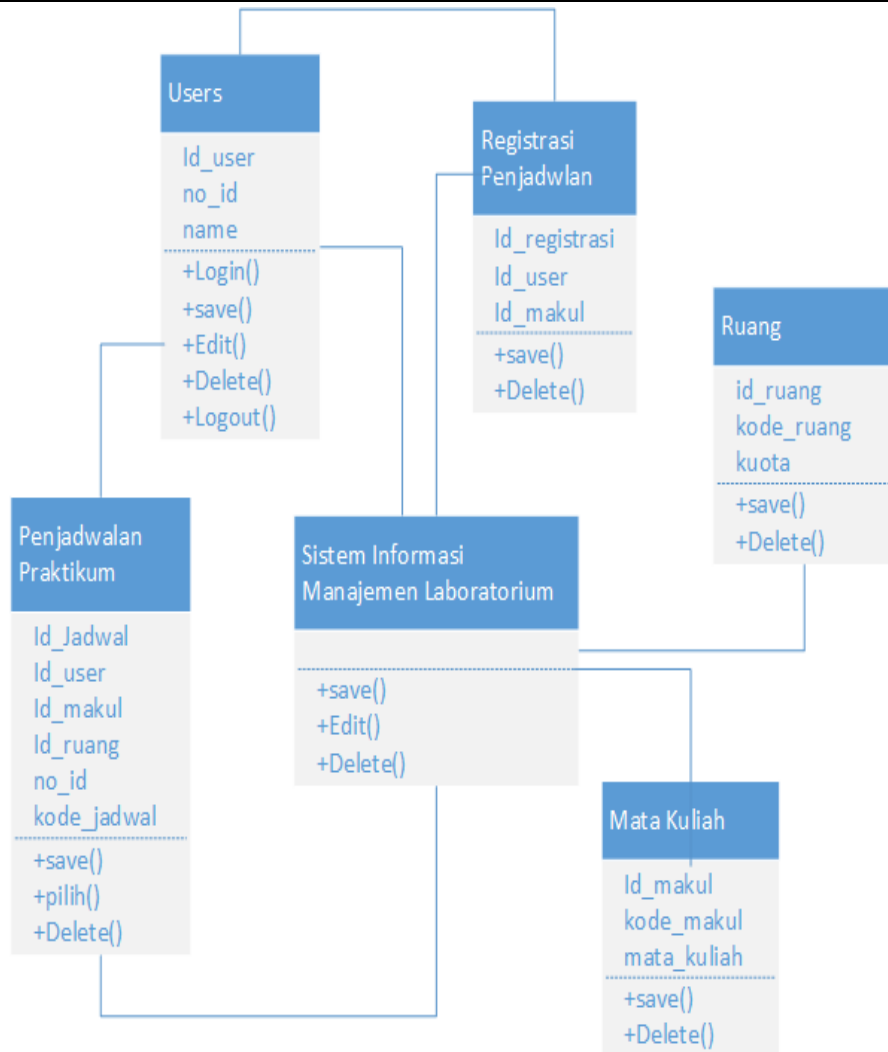 Users
Id_user
no_id
name
+Login()
+save()
+Edit()
+Delete()
+Logout()
Registrasi
Penjadwlan
Id_registrasi
Id_user
Id_makul
+save()
+Delete()
Ruang
id_ruang
kode_ruang
kuota
+save()
+Delete()
Penjadwalan
Praktikum
Id_Jadwal
Id_user
Id_makul
Id_ruang
no_id
kode_jadwal
+save()
+pilih()
+Delete()
Sistem Informasi
Manajemen Laboratorium
+save()
+Edit()
+Delete()
Mata Kuliah
Id_makul
kode_makul
mata_kuliah
+save()
+Delete()